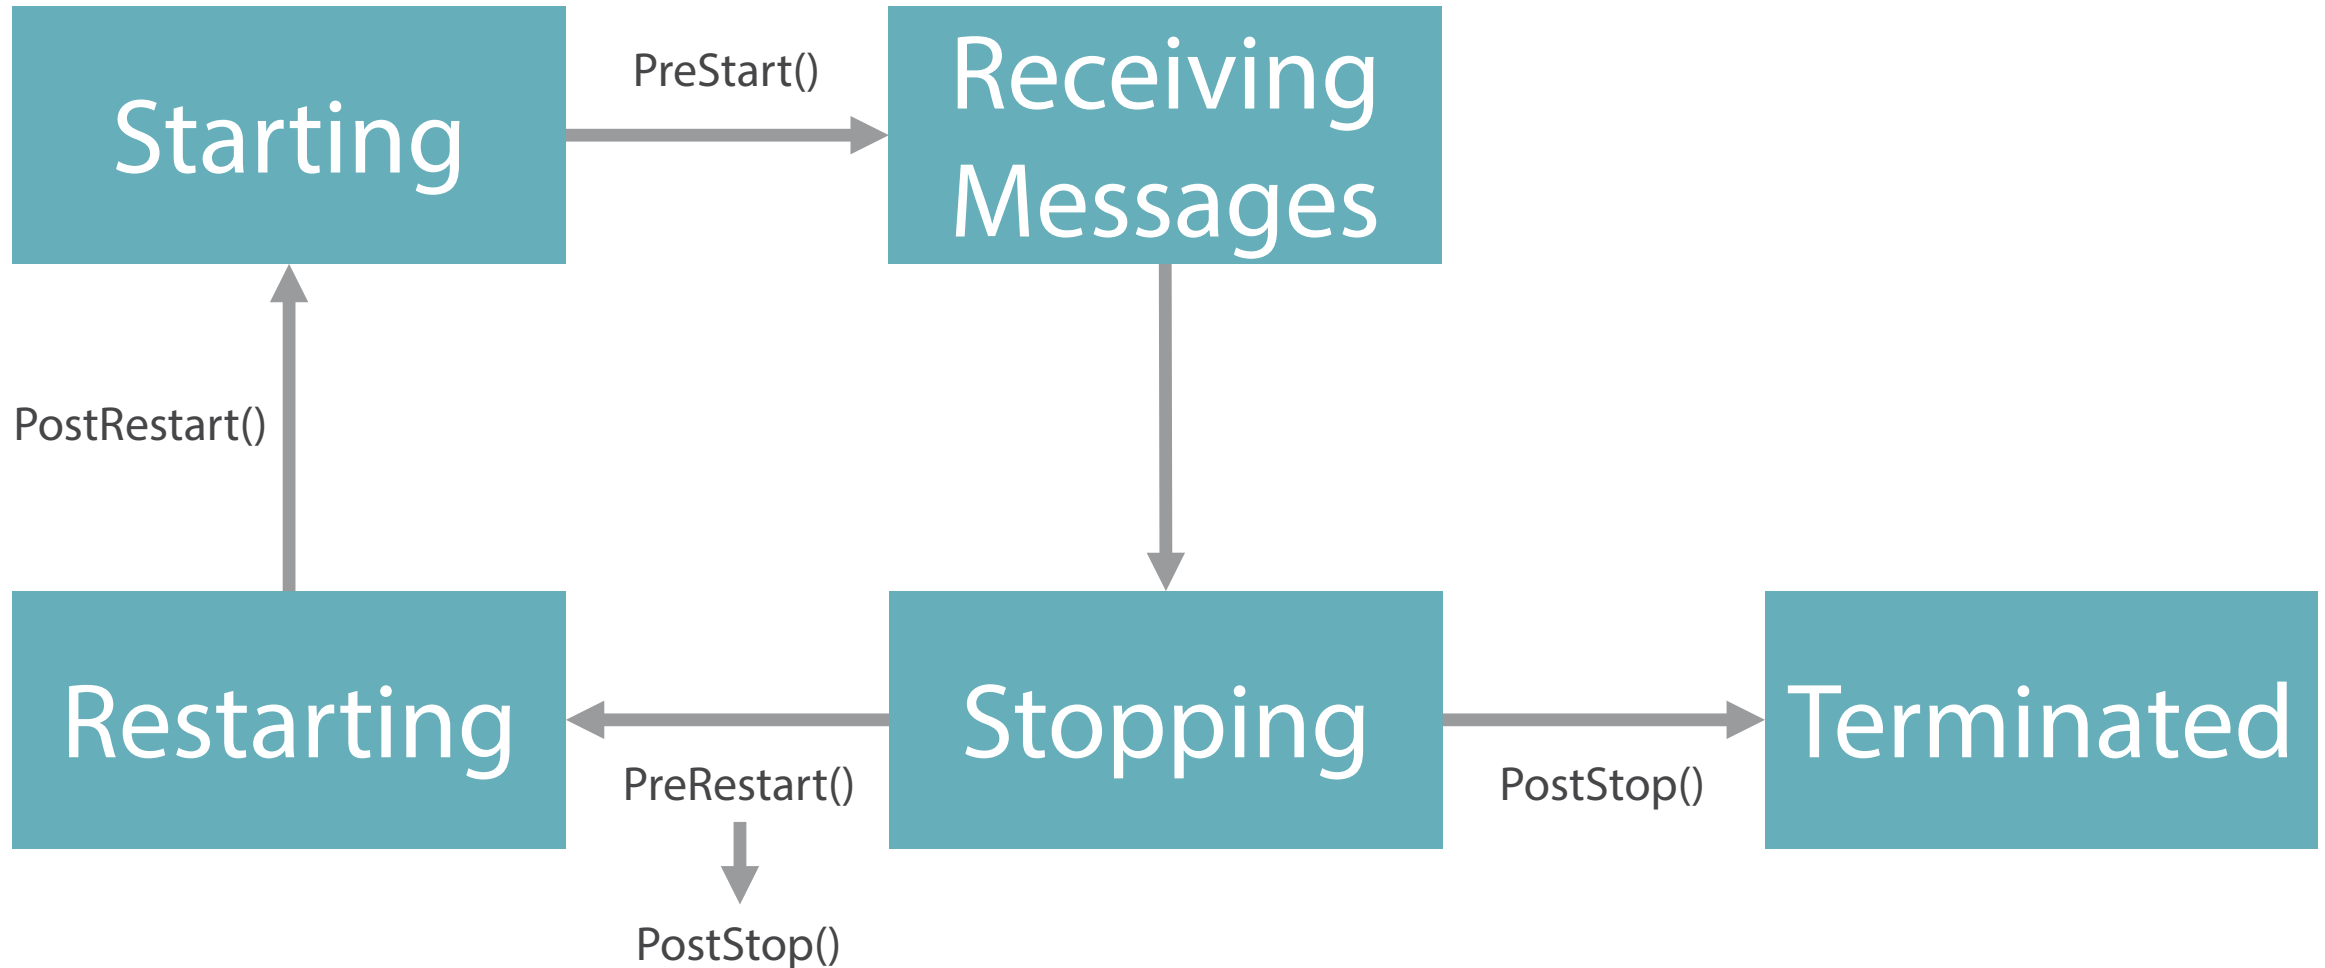 Starting
PreStart()
Receiving
Messages
PostRestart()
Restarting
PreRestart()
PostStop()
Stopping
PostStop()
Terminated